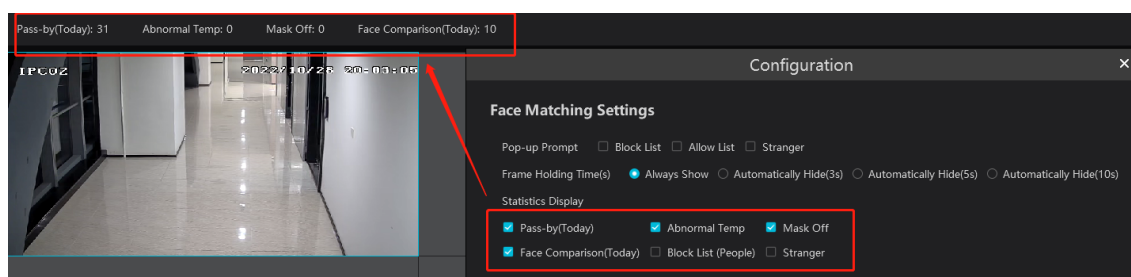 Pass-by(Today): 31 Abnormal Temp: 0 Mask Off: 0 Face Comparison(Today): 10
IPC02 2022/10/28 20:03:05
Configuration
Face Matching Settings
Pop-up Prompt Block List Allow List Stranger
Frame Holding Time(s) Always Show Automatically Hide(3s) Automatically Hide(5s) Automatically Hide(10s)
Statistics Display
Pass-by(Today) Abnormal Temp Mask Off
Face Comparison(Today) Block List (People) Stranger